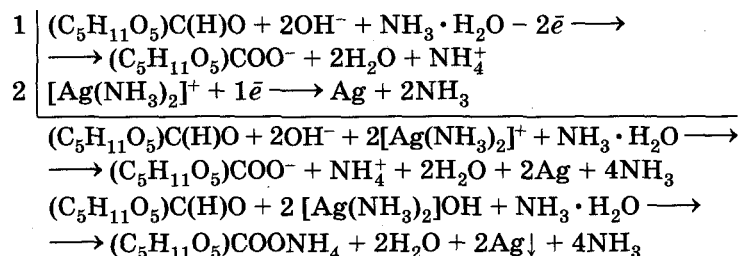 1 | (C₅H₁₁O₅)C(H)O + 2OH⁻ + NH₃ · H₂O − 2ē ⟶
⟶ (C₅H₁₁O₅)COO⁻ + 2H₂O + NH₄⁺
2 | [Ag(NH₃)₂]⁺ + 1ē ⟶ Ag + 2NH₃
(C₅H₁₁O₅)C(H)O + 2OH⁻ + 2[Ag(NH₃)₂]⁺ + NH₃ · H₂O ⟶
⟶ (C₅H₁₁O₅)COO⁻ + NH₄⁺ + 2H₂O + 2Ag + 4NH₃
(C₅H₁₁O₅)C(H)O + 2 [Ag(NH₃)₂]OH + NH₃ · H₂O ⟶
⟶ (C₅H₁₁O₅)COONH₄ + 2H₂O + 2Ag↓ + 4NH₃